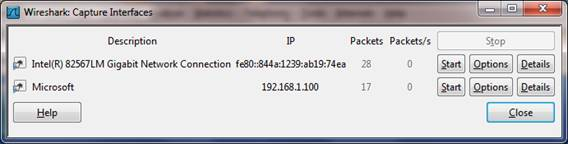 Wireshark: Capture Interfaces
Description IP Packets Packets/s Stop
Intel(R) 82567LM Gigabit Network Connection fe80::844a:1239:ab19:74ea 28 0 Start Options Details
Microsoft 192.168.1.100 17 0 Start Options Details
Help Close